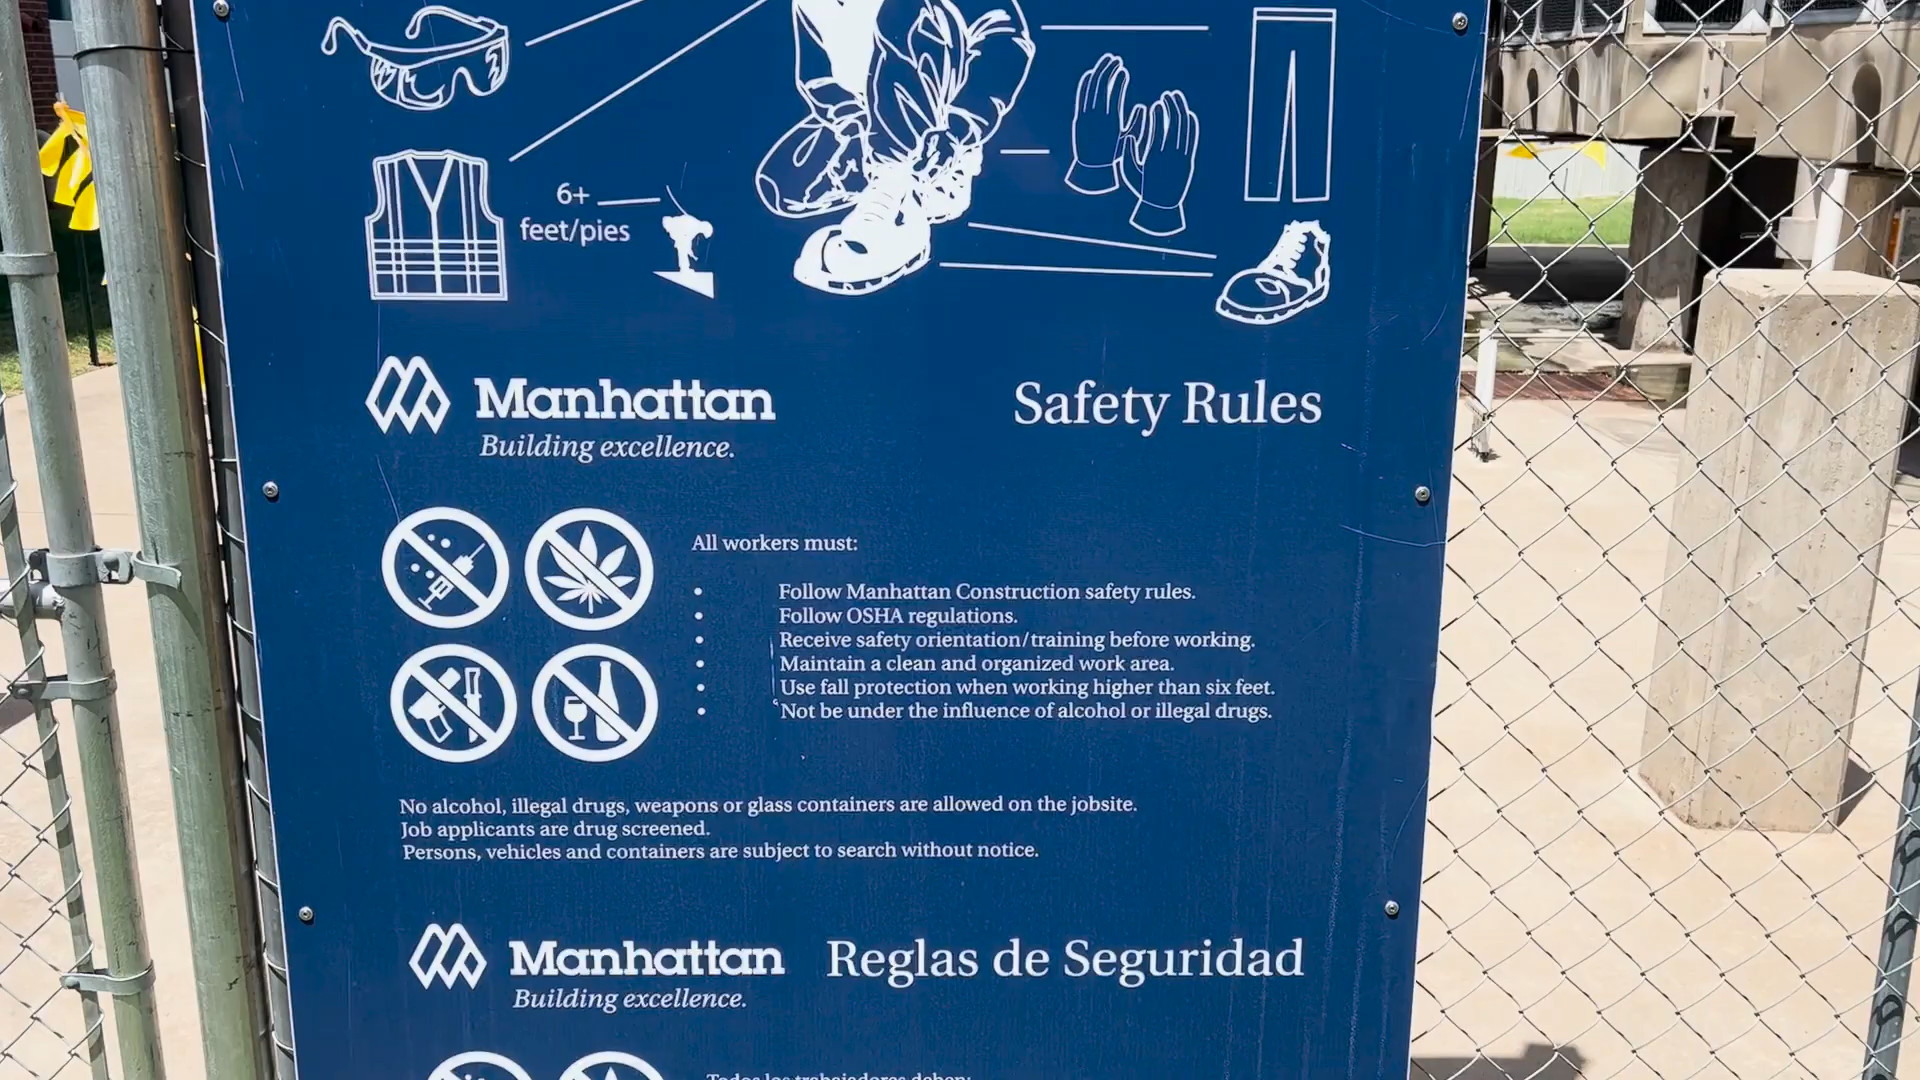 6+
feet/pies
Manhattan
Building excellence.
Safety Rules
All workers must:
• Follow Manhattan Construction safety rules.
• Follow OSHA regulations.
• Receive safety orientation/training before working.
• Maintain a clean and organized work area.
• Use fall protection when working higher than six feet.
• Not be under the influence of alcohol or illegal drugs.
No alcohol, illegal drugs, weapons or glass containers are allowed on the jobsite.
Job applicants are drug screened.
Persons, vehicles and containers are subject to search without notice.
Manhattan
Building excellence.
Reglas de Seguridad
Todos los trabajadores deben: